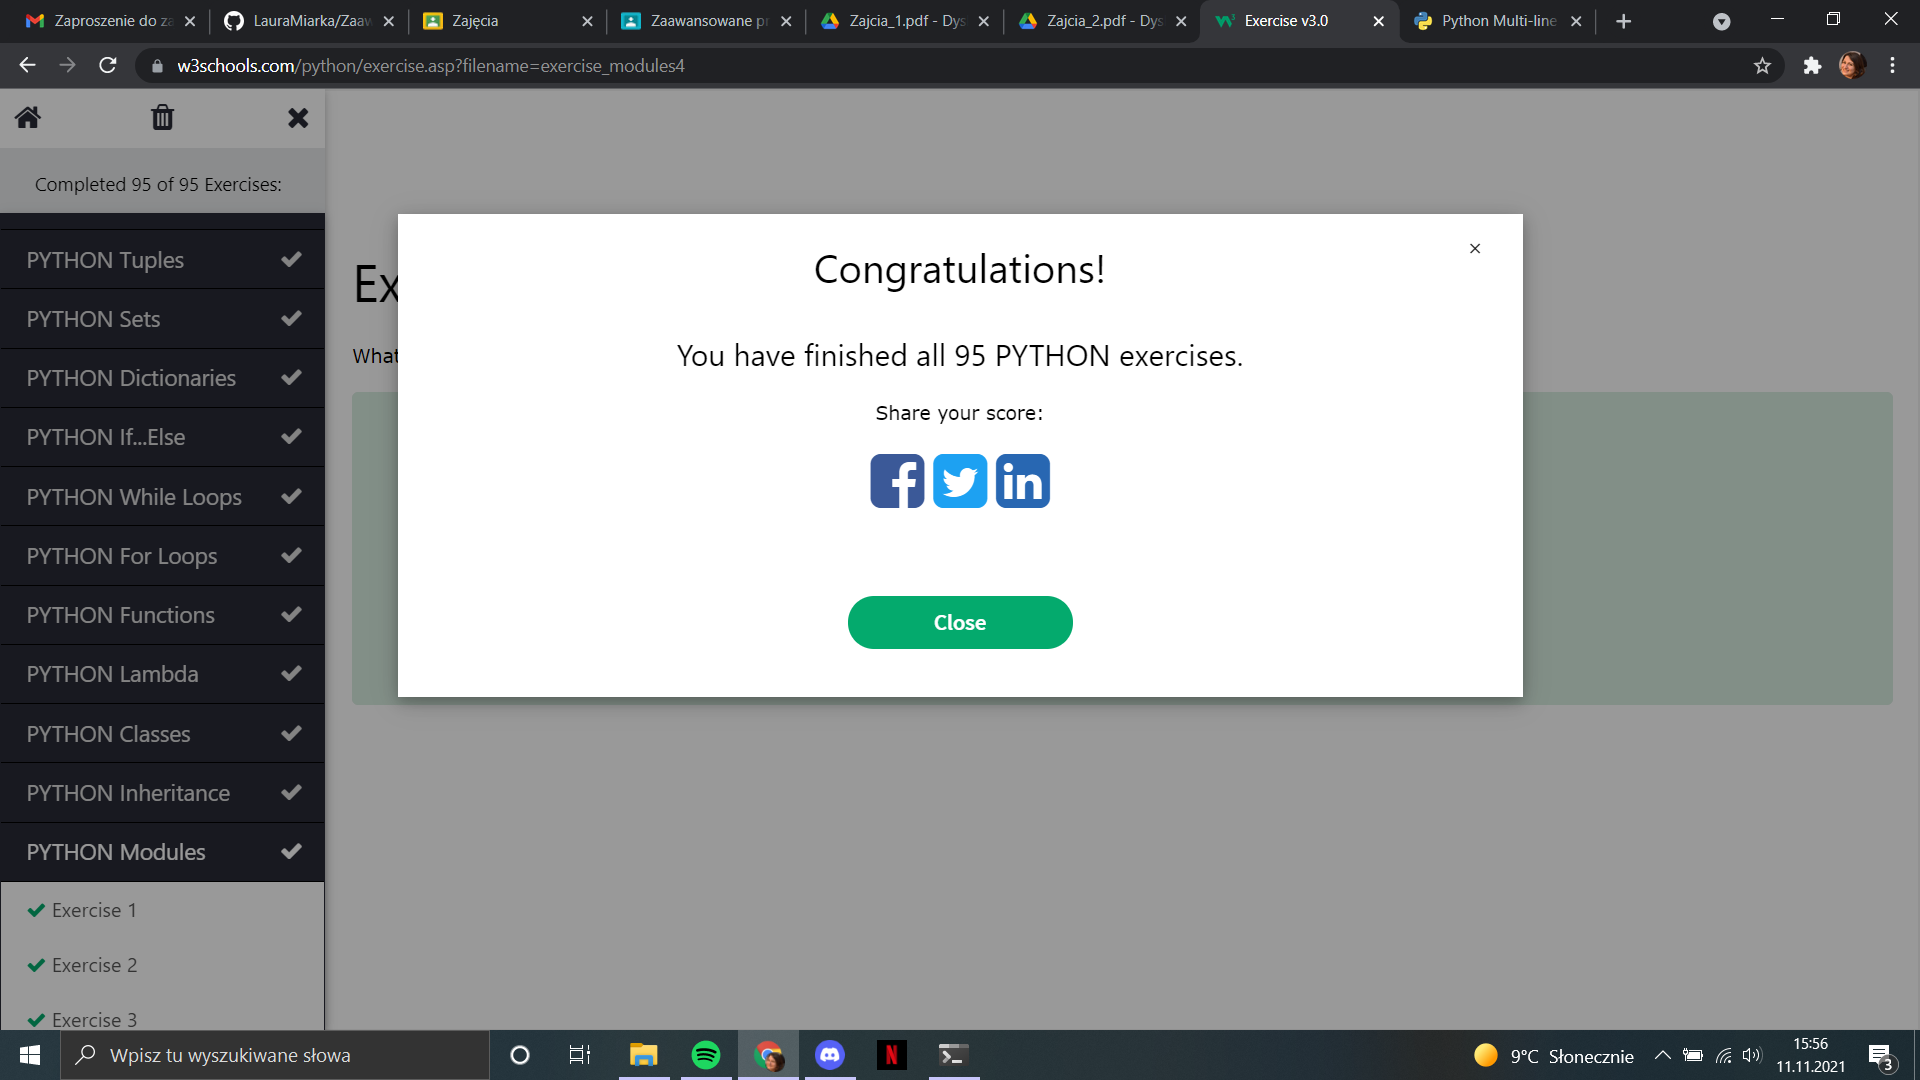 Zaproszenie do za
LauraMiarka/Zaaw
Zajęcia
Zaawansowane pr
Zajcia_1.pdf - Dys
Zajcia_2.pdf - Dys
Exercise v3.0
Python Multi-line
w3schools.com/python/exercise.asp?filename=exercise_modules4
Completed 95 of 95 Exercises:
PYTHON Tuples
PYTHON Sets
PYTHON Dictionaries
PYTHON If...Else
PYTHON While Loops
PYTHON For Loops
PYTHON Functions
PYTHON Lambda
PYTHON Classes
PYTHON Inheritance
PYTHON Modules
Exercise 1
Exercise 2
Exercise 3
Ex
What
Congratulations!
×
You have finished all 95 PYTHON exercises.
Share your score:
Close
Wpisz tu wyszukiwane słowa
9°C Słonecznie
15:56
11.11.2021
3